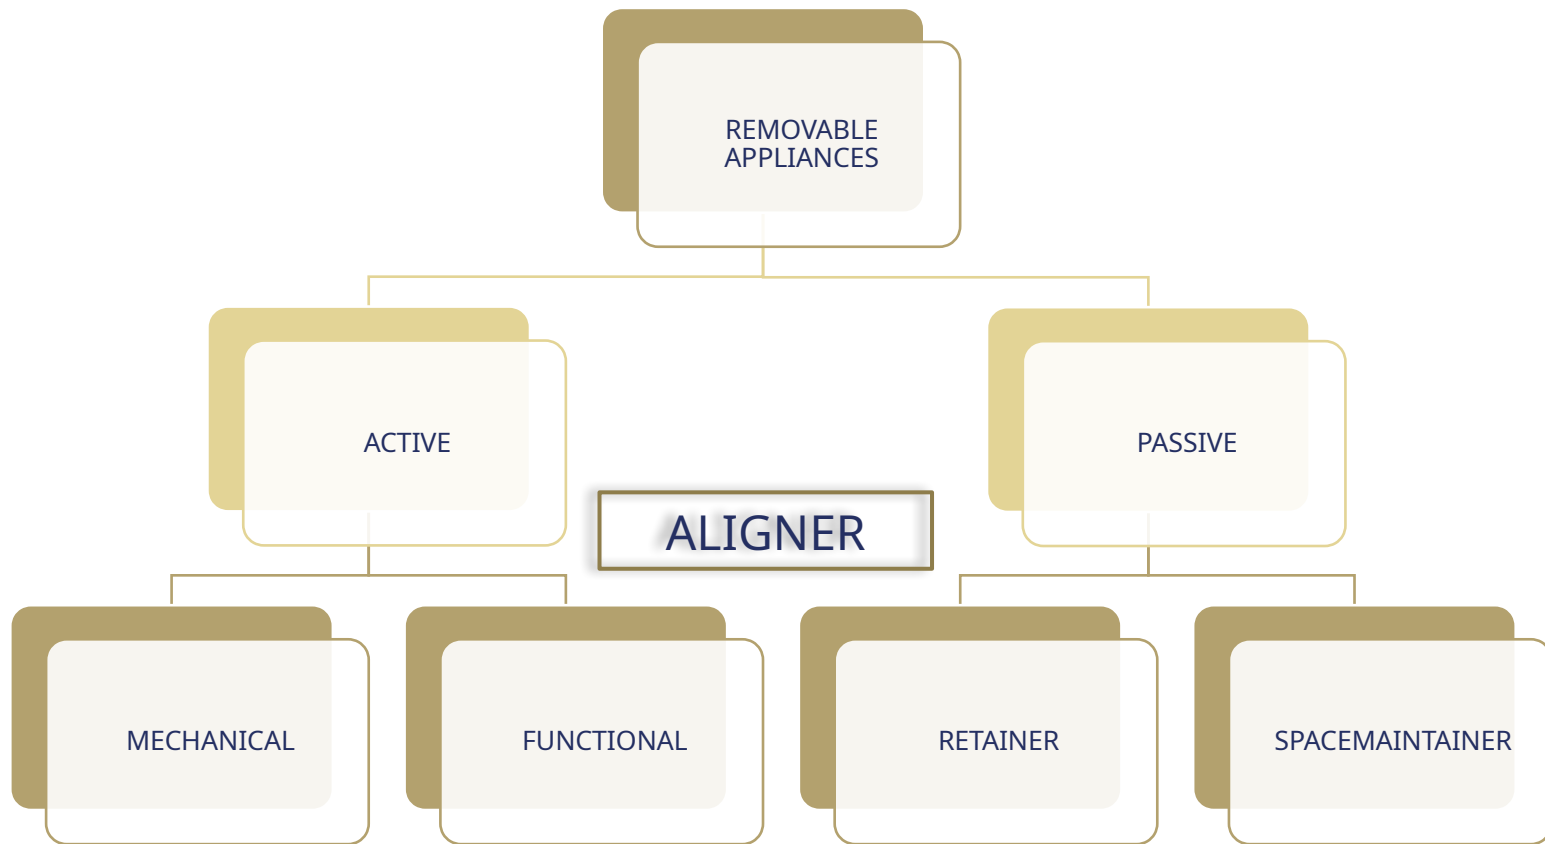 REMOVABLE
APPLIANCES
ACTIVE
PASSIVE
ALIGNER
MECHANICAL
FUNCTIONAL
RETAINER
SPACEMAINTAINER